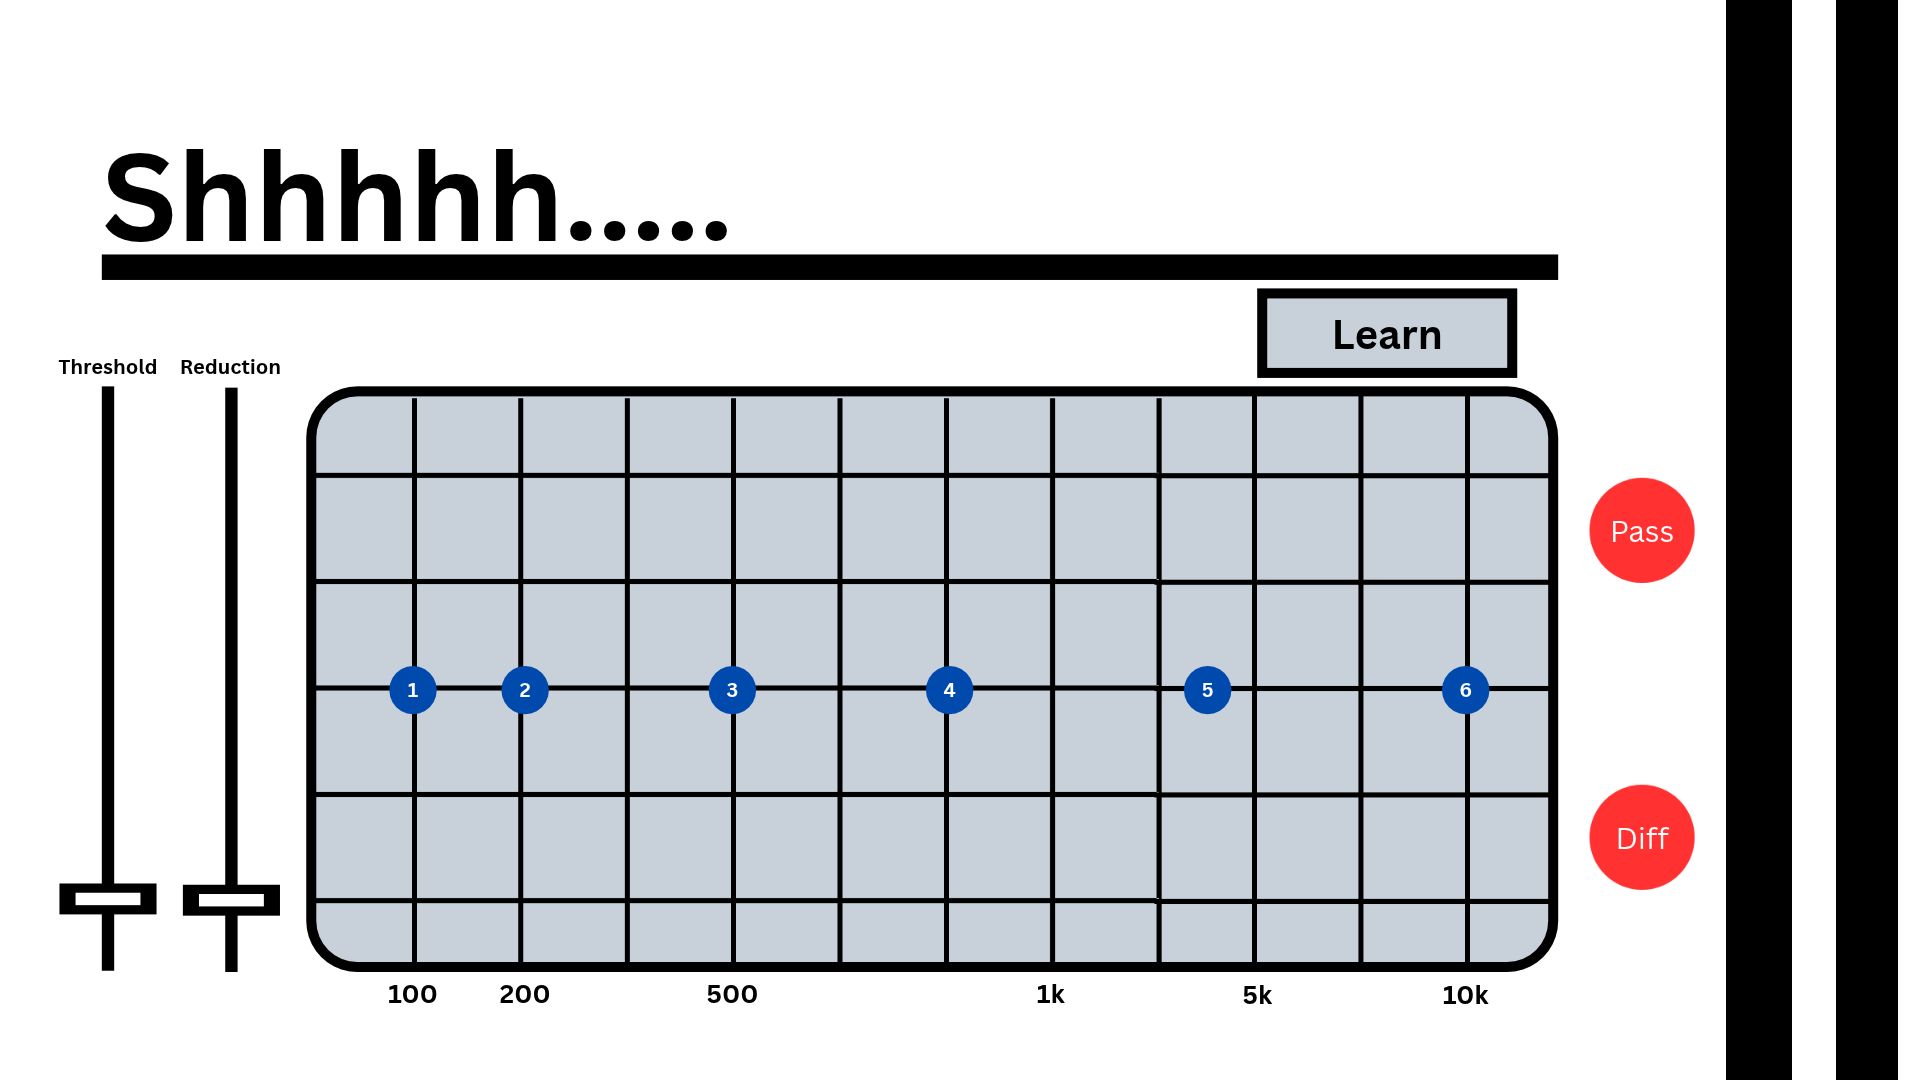 Shhhhh.....
Learn
Threshold Reduction
Pass
1 2 3 4 5 6
Diff
100 200 500 1k 5k 10k